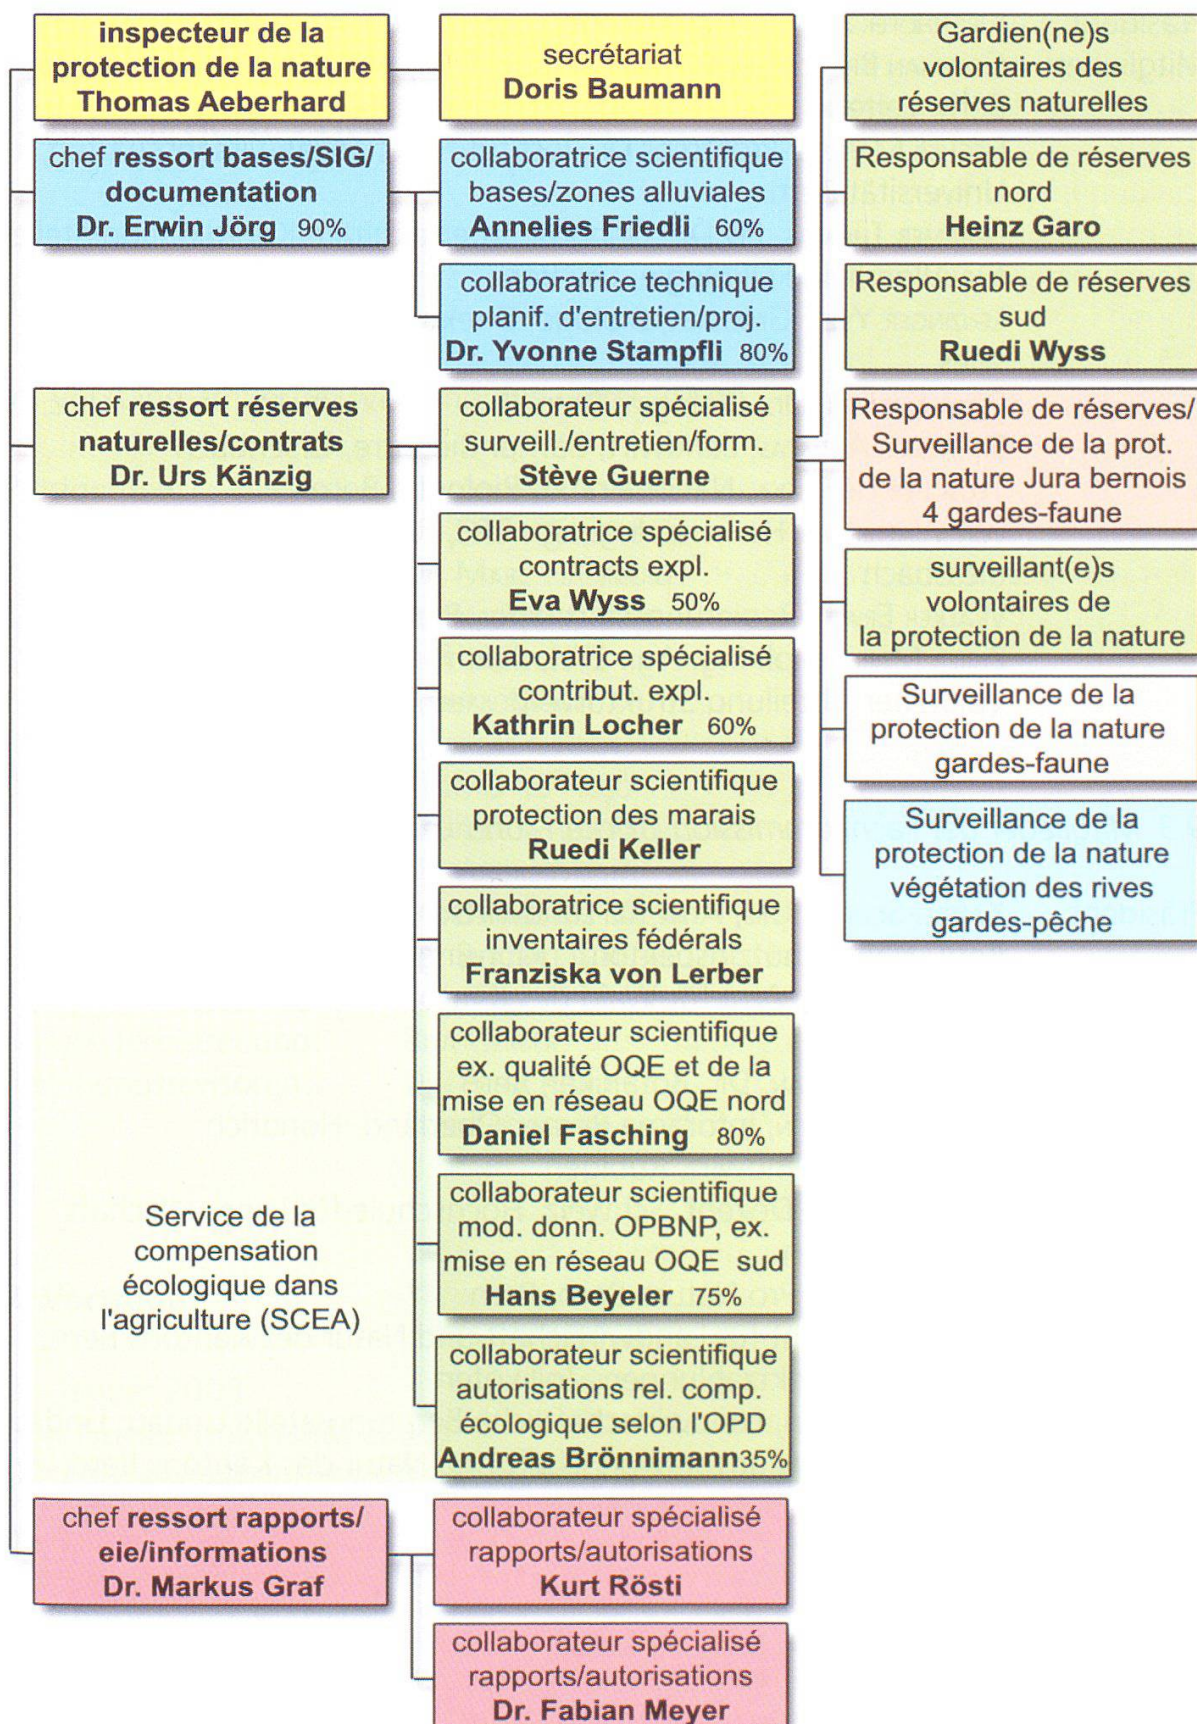 inspecteur de la
protection de la nature
Thomas Aeberhard
secrétariat
Doris Baumann
Gardien(ne)s
volontaires des
réserves naturelles
chef ressort bases/SIG/
documentation
Dr. Erwin Jörg 90%
collaboratrice scientifique
bases/zones alluviales
Annelies Friedli 60%
Responsable de réserves
nord
Heinz Garo
collaboratrice technique
planif. d'entretien/proj.
Dr. Yvonne Stampfli 80%
Responsable de réserves
sud
Ruedi Wyss
chef ressort réserves
naturelles/contrats
Dr. Urs Känzig
collaborateur spécialisé
surveill./entretien/form.
Stève Guerne
Responsable de réserves/
Surveillance de la prot.
de la nature Jura bernois
4 gardes-faune
collaboratrice spécialisé
contracts expl.
Eva Wyss 50%
surveillant(e)s
volontaires de
la protection de la nature
collaboratrice spécialisé
contribut. expl.
Kathrin Locher 60%
Surveillance de la
protection de la nature
gardes-faune
collaborateur scientifique
protection des marais
Ruedi Keller
Surveillance de la
protection de la nature
végétation des rives
gardes-pêche
collaboratrice scientifique
inventaires fédérals
Franziska von Lerber
collaborateur scientifique
ex. qualité OQE et de la
mise en réseau OQE nord
Daniel Fasching 80%
Service de la
compensation
écologique dans
l'agriculture (SCEA)
collaborateur scientifique
mod. donn. OPBNP, ex.
mise en réseau OQE sud
Hans Beyeler 75%
collaborateur scientifique
autorisations rel. comp.
écologique selon l'OPD
Andreas Brönnimann35%
chef ressort rapports/
eie/informations
Dr. Markus Graf
collaborateur spécialisé
rapports/autorisations
Kurt Rösti
collaborateur spécialisé
rapports/autorisations
Dr. Fabian Meyer